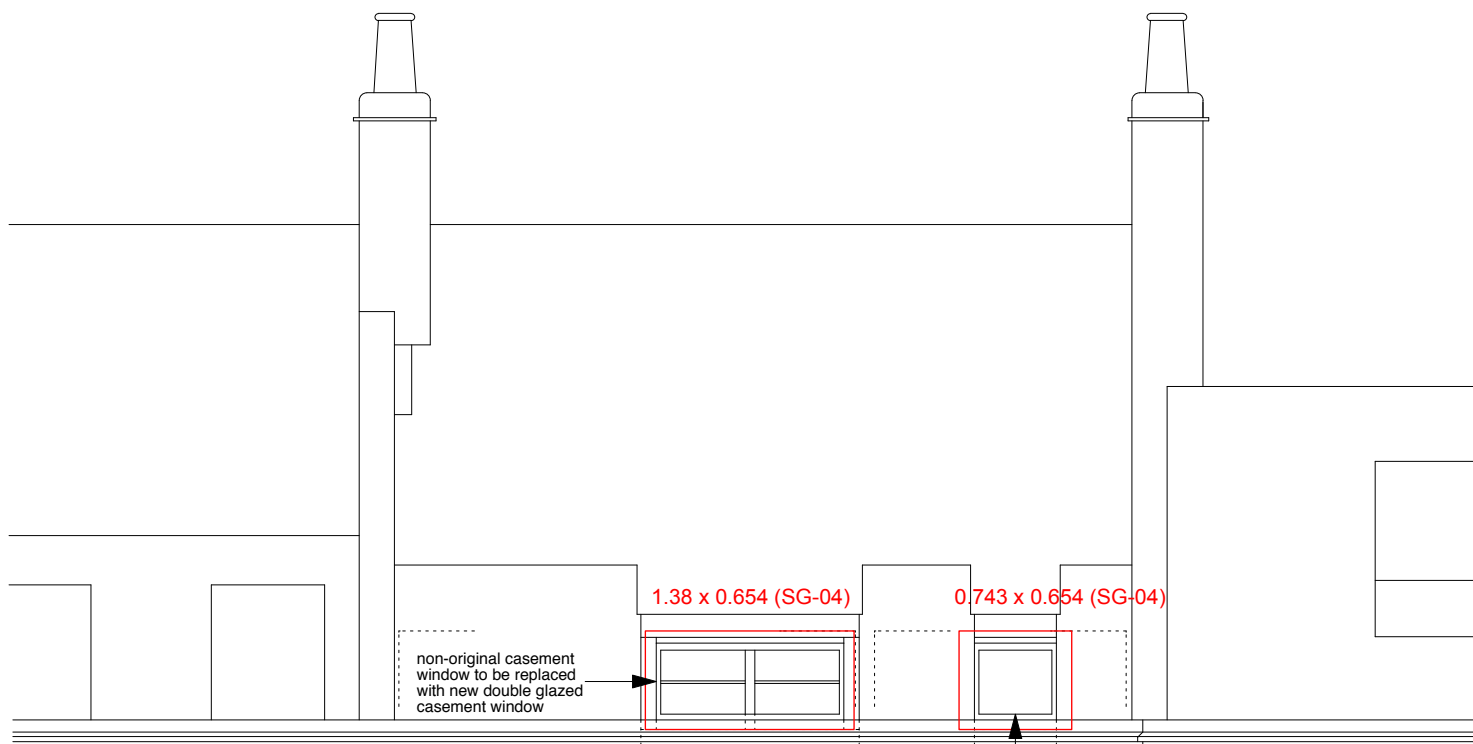 1.38 x 0.654 (SG-04)
0.743 x 0.654 (SG-04)
non-original casement
window to be replaced
with new double glazed
casement window